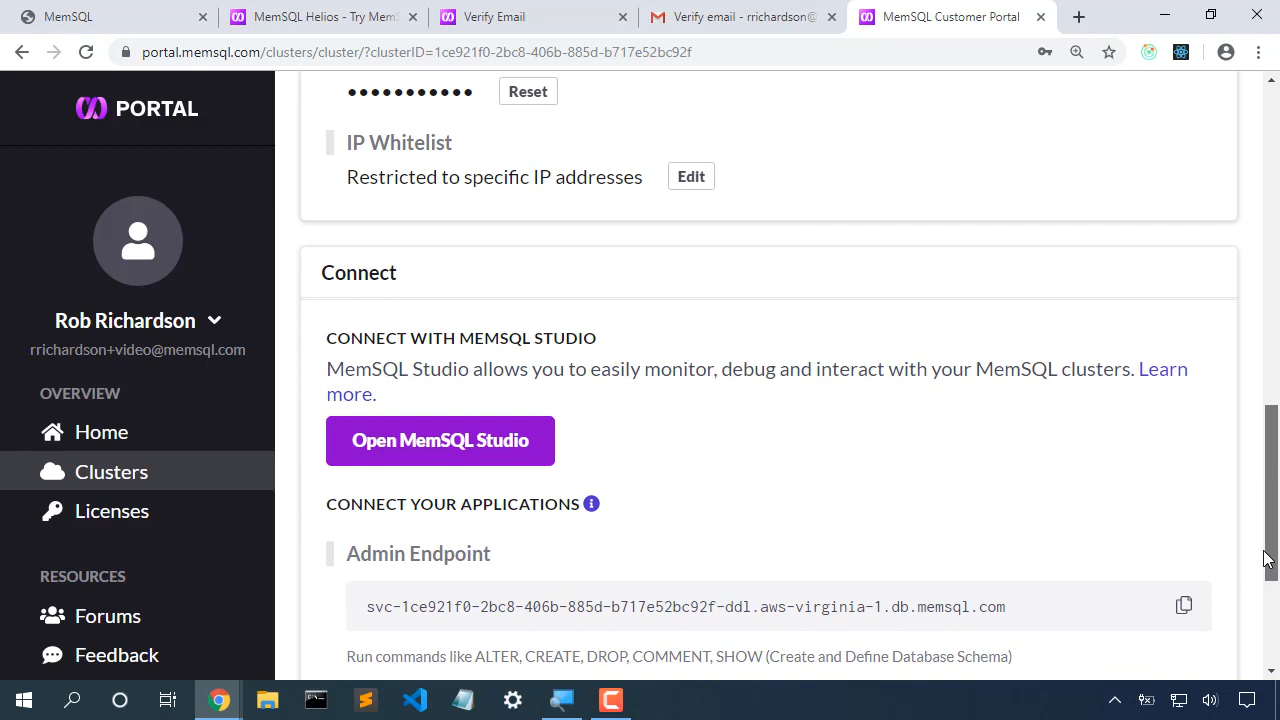 MemSQL
MemSQL Helios - Try MemS
Verify Email
Verify email - rrichardson@
MemSQL Customer Portal
portal.memsql.com/clusters/cluster/?clusterID=1ce921f0-2bc8-406b-885d-b717e52bc92f
PORTAL
Rob Richardson
rrichardson+video@memsql.com
OVERVIEW
Home
Clusters
Licenses
RESOURCES
Forums
Feedback
Reset
IP Whitelist
Restricted to specific IP addresses
Edit
Connect
CONNECT WITH MEMSQL STUDIO
MemSQL Studio allows you to easily monitor, debug and interact with your MemSQL clusters. Learn
more.
Open MemSQL Studio
CONNECT YOUR APPLICATIONS
Admin Endpoint
svc-1ce921f0-2bc8-406b-885d-b717e52bc92f-ddl.aws-virginia-1.db.memsql.com
Run commands like ALTER, CREATE, DROP, COMMENT, SHOW (Create and Define Database Schema)